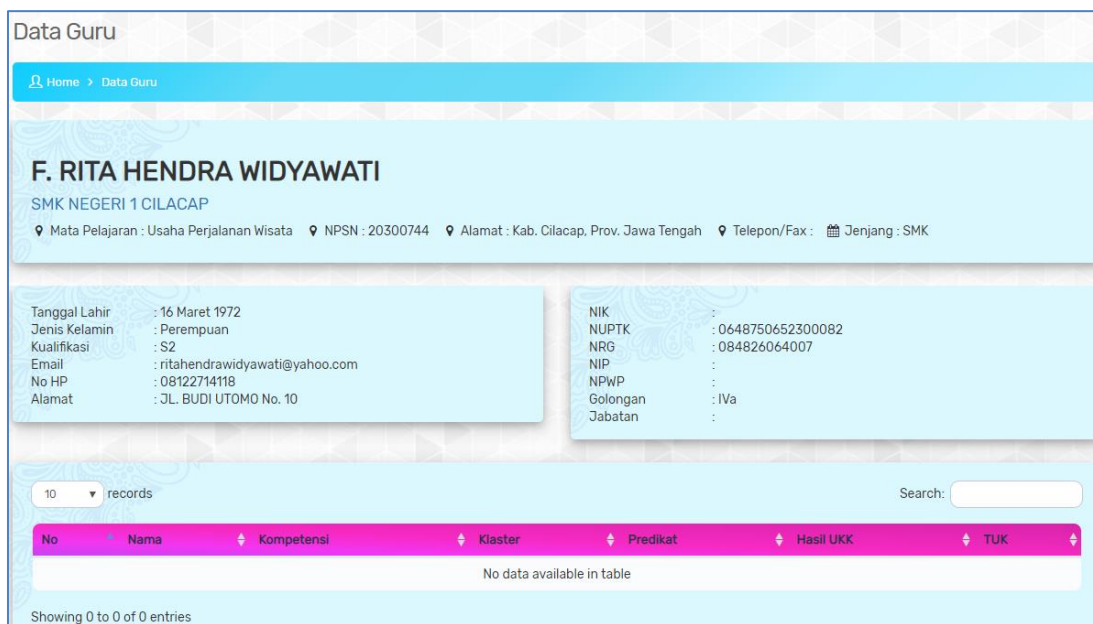 Data Guru
Home > Data Guru
F. RITA HENDRA WIDYAWATI
SMK NEGERI 1 CILACAP
Mata Pelajaran : Usaha Perjalanan Wisata NPSN : 20300744 Alamat : Kab. Cilacap, Prov. Jawa Tengah Telepon/Fax : Jenjang : SMK
Tanggal Lahir : 16 Maret 1972
Jenis Kelamin : Perempuan
Kualifikasi : S2
Email : ritahendrawidyawati@yahoo.com
No HP : 08122714118
Alamat : JL. BUDI UTOMO No. 10
NIK :
NUPTK : 0648750652300082
NRG : 084826064007
NIP :
NPWP :
Golongan : IVa
Jabatan :
10 records Search:
No Nama Kompetensi Klaster Predikat Hasil UKK TUK
No data available in table
Showing 0 to 0 of 0 entries